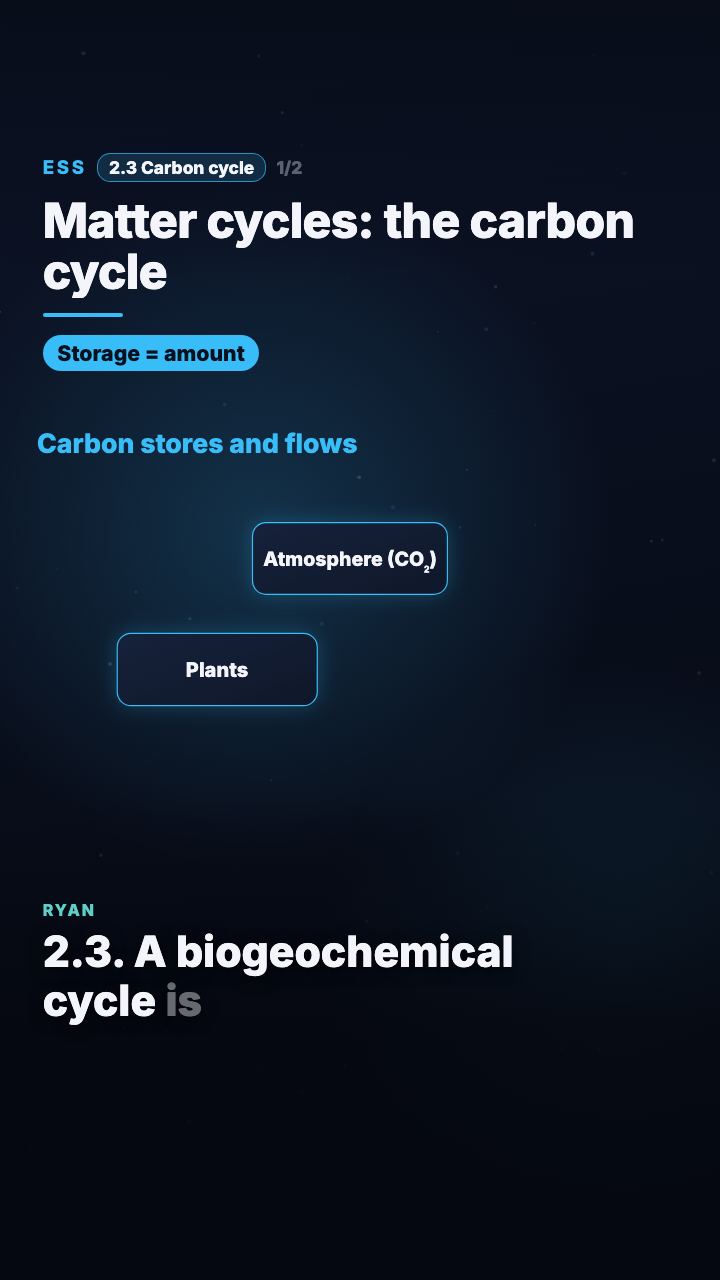 ESS 2.3 Carbon cycle 1/2
Matter cycles: the carbon
cycle
Storage = amount
Carbon stores and flows
Atmosphere (CO₂)
Plants
RYAN
2.3. A biogeochemical
cycle is